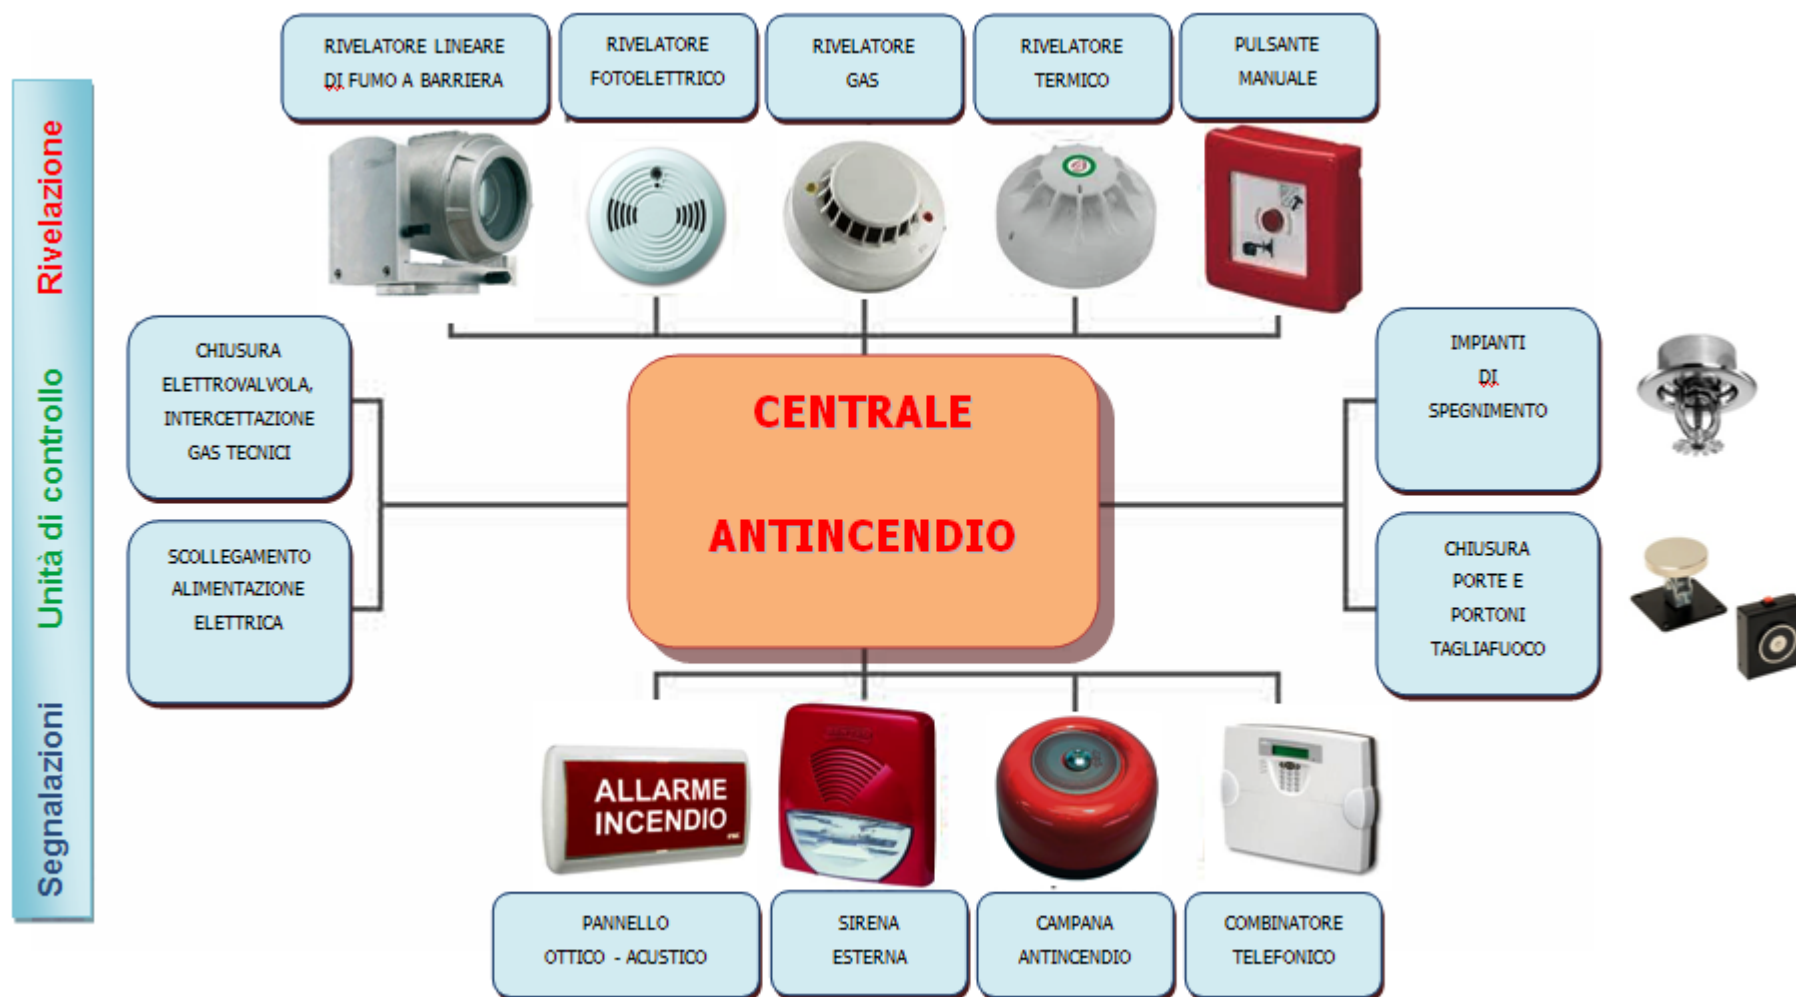 RIVELATORE LINEARE
DI FUMO A BARRIERA
RIVELATORE
FOTOELETTRICO
RIVELATORE
GAS
RIVELATORE
TERMICO
PULSANTE
MANUALE
Rivelazione
Unità di controllo
Segnalazioni
CHIUSURA
ELETTROVALVOLA,
INTERCETTAZIONE
GAS TECNICI
SCOLLEGAMENTO
ALIMENTAZIONE
ELETTRICA
CENTRALE
ANTINCENDIO
IMPIANTI
DI
SPEGNIMENTO
CHIUSURA
PORTE E
PORTONI
TAGLIAFUOCO
ALLARME
INCENDIO
PANNELLO
OTTICO - ACUSTICO
SIRENA
ESTERNA
CAMPANA
ANTINCENDIO
COMBINATORE
TELEFONICO